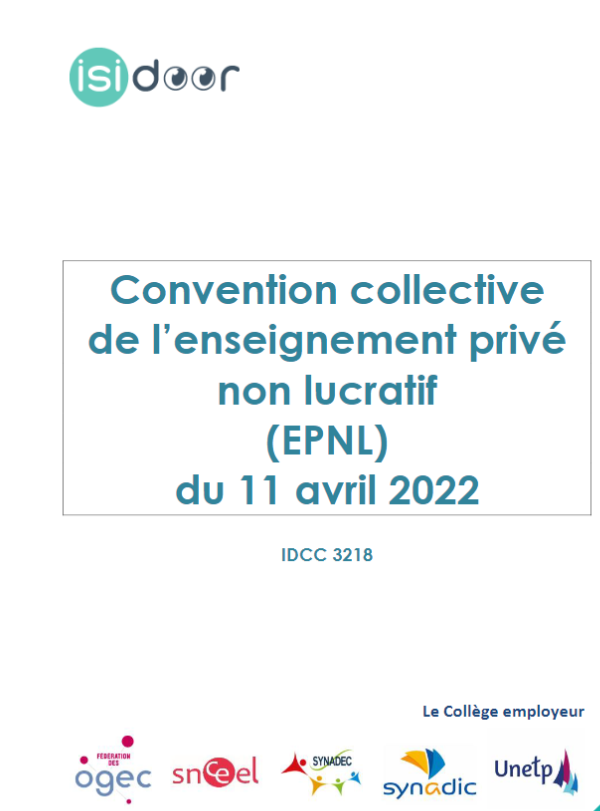 isidoor
Convention collective
de l’enseignement privé
non lucratif
(EPNL)
du 11 avril 2022
IDCC 3218
Le Collège employeur
FEDERATION
DES
ogec
snceel
SYNADEC
synadic
Unetp